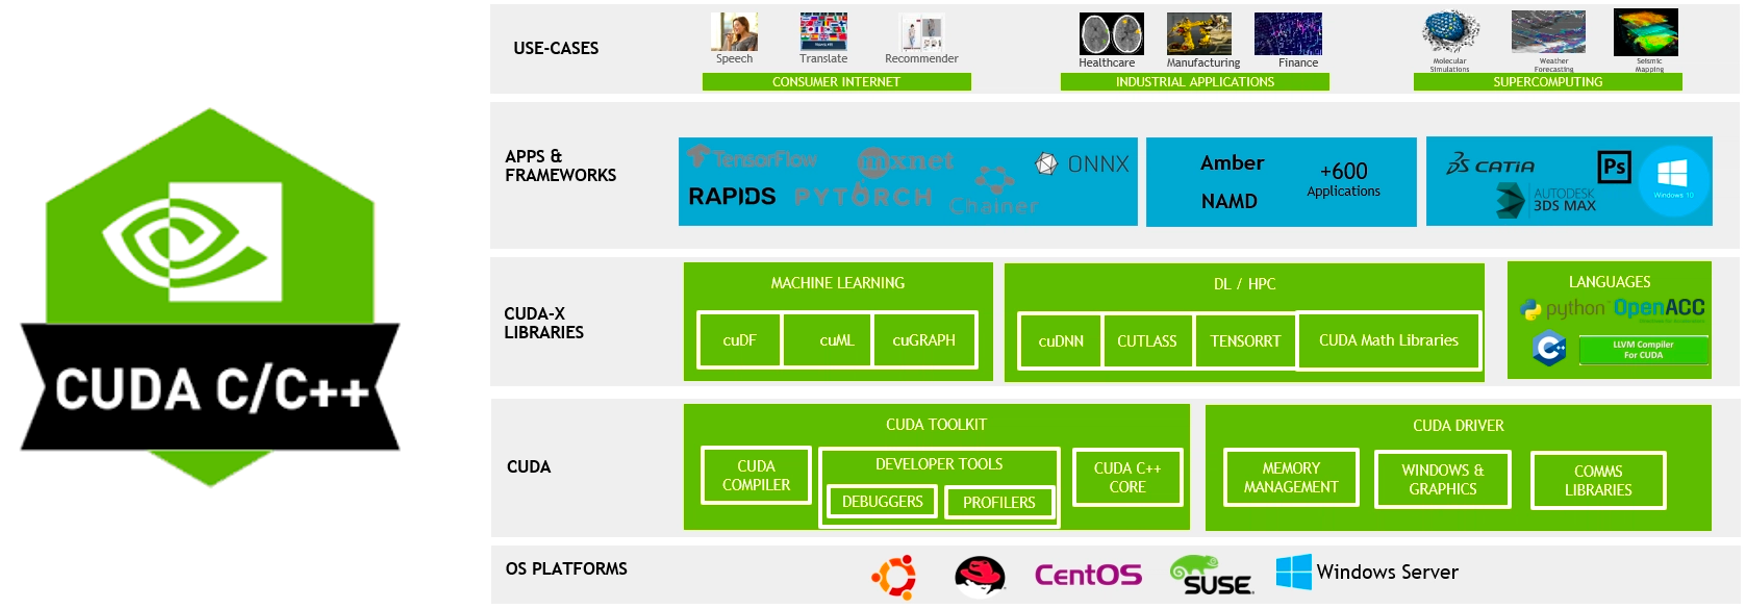 CUDA C/C++
USE-CASES
Speech
Translate
Recommender
CONSUMER INTERNET
Healthcare
Manufacturing
Finance
INDUSTRIAL APPLICATIONS
Molecular
Simulations
Weather
Forecasting
Seismic
Mapping
SUPERCOMPUTING
APPS &
FRAMEWORKS
TensorFlow
mxnet
ONNX
RAPIDS
PYTORCH
Chainer
Amber
NAMD
+600
Applications
CATIA
Ps
AUTODESK
3DS MAX
Windows 10
CUDA-X
LIBRARIES
MACHINE LEARNING
cuDF
cuML
cuGRAPH
DL / HPC
cuDNN
CUTLASS
TENSORRT
CUDA Math Libraries
LANGUAGES
python™
OpenACC
C++
LLVM Compiler
For CUDA
CUDA
CUDA TOOLKIT
CUDA
COMPILER
DEVELOPER TOOLS
DEBUGGERS
PROFILERS
CUDA C++
CORE
CUDA DRIVER
MEMORY
MANAGEMENT
WINDOWS &
GRAPHICS
COMMS
LIBRARIES
OS PLATFORMS
CentOS
SUSE
Windows Server